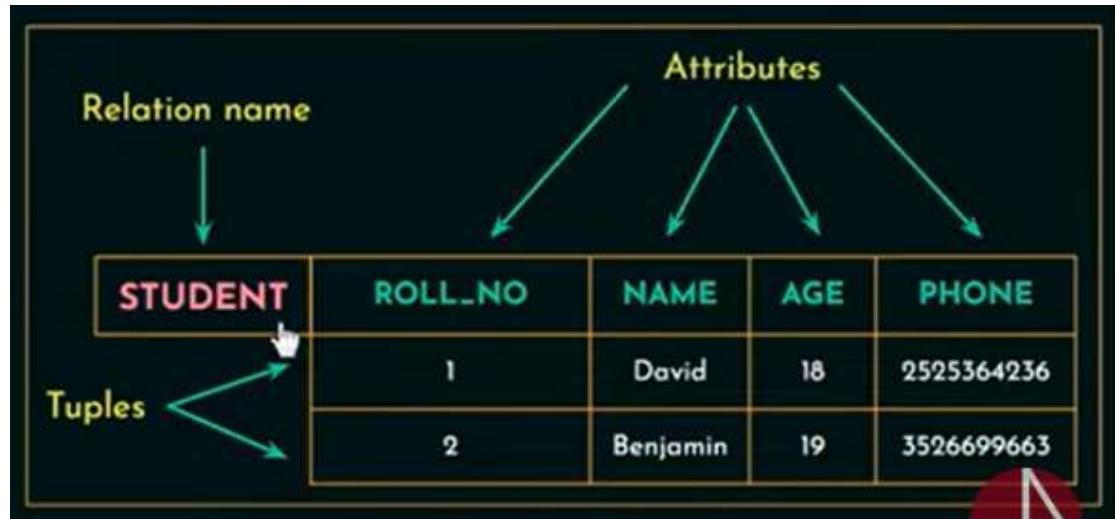 Attributes
Relation name
STUDENT ROLL_NO NAME AGE PHONE
1 David 18 2525364236
Tuples
2 Benjamin 19 3526699663